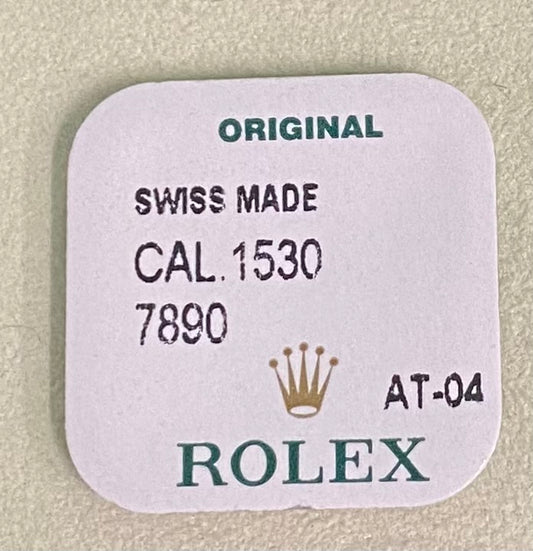 ORIGINAL
SWISS MADE
CAL.1530
7890
AT-04
ROLEX